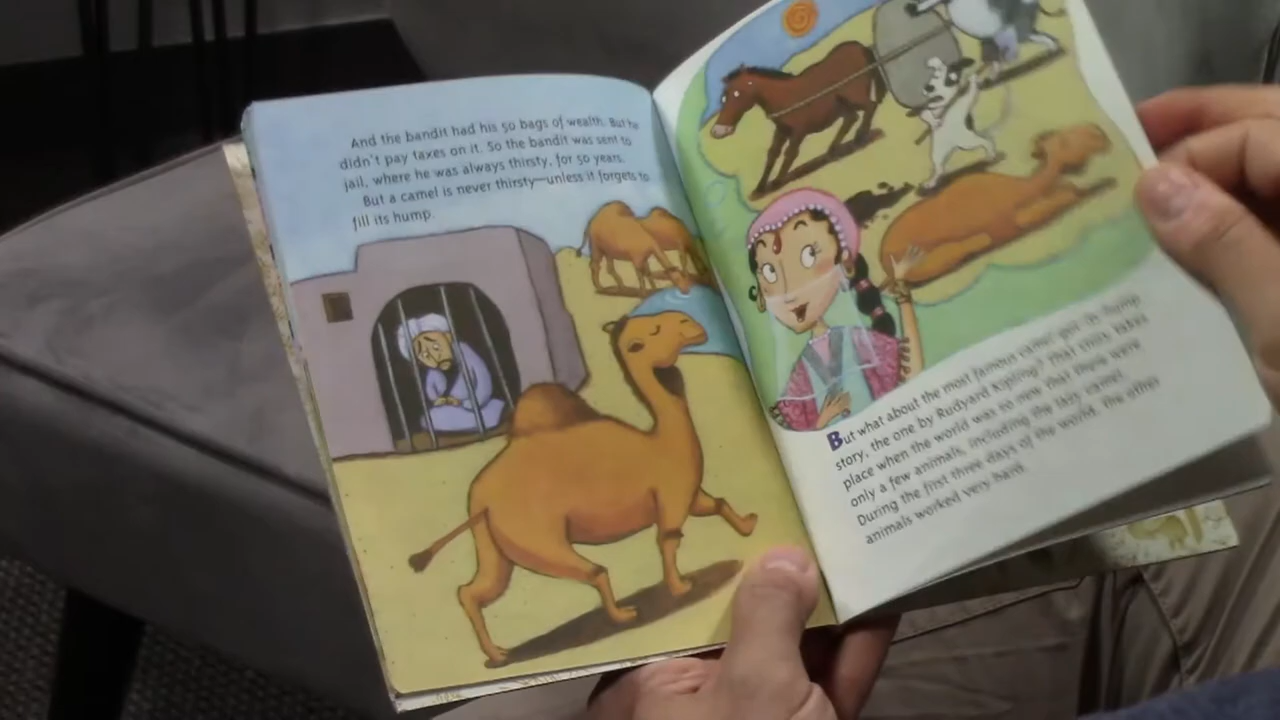 And the bandit had his 50 bags of wealth. But he
didn't pay taxes on it. So the bandit was sent to
jail, where he was always thirsty, for 50 years.
But a camel is never thirsty—unless it forgets to
fill its hump.
But what about the most famous camel-got-its-hump
story, the one by Rudyard Kipling? That story takes
place when the world was so new that there were
only a few animals, including the lazy camel.
During the first three days of the world, the other
animals worked very hard.